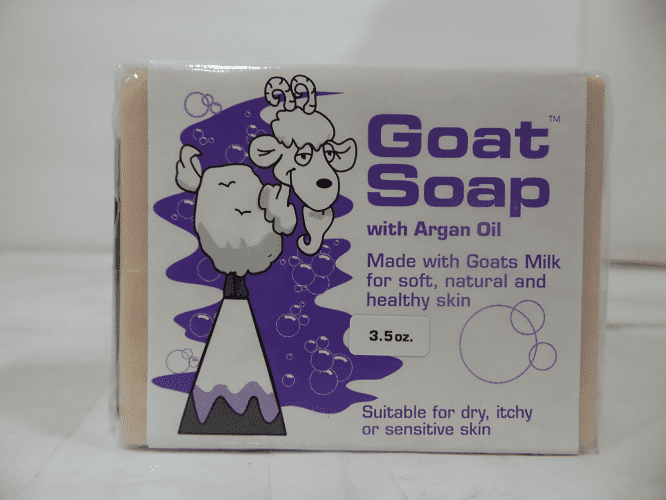 Goat™
Soap
with Argan Oil
Made with Goats Milk
for soft, natural and
healthy skin
3.5oz.
Suitable for dry, itchy
or sensitive skin